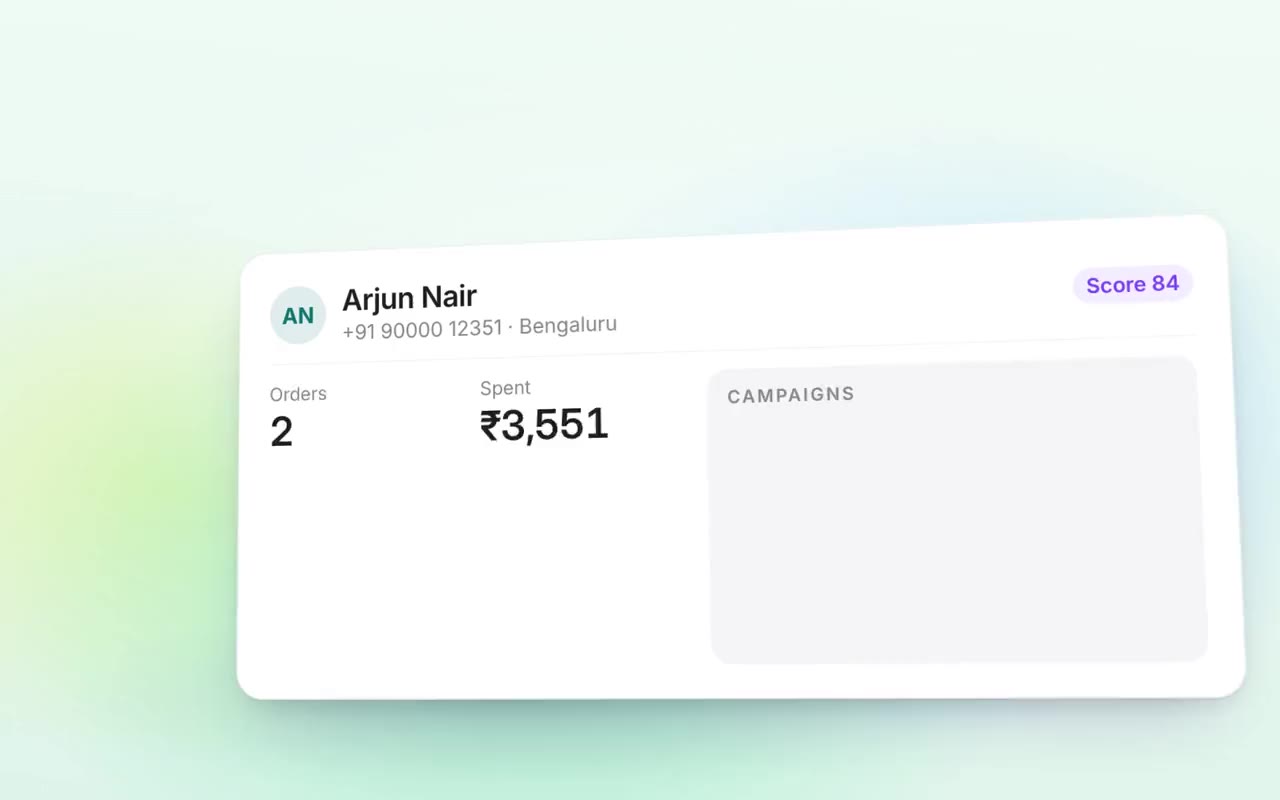 AN
Arjun Nair
+91 90000 12351 · Bengaluru
Score 84
Orders
2
Spent
₹3,551
CAMPAIGNS